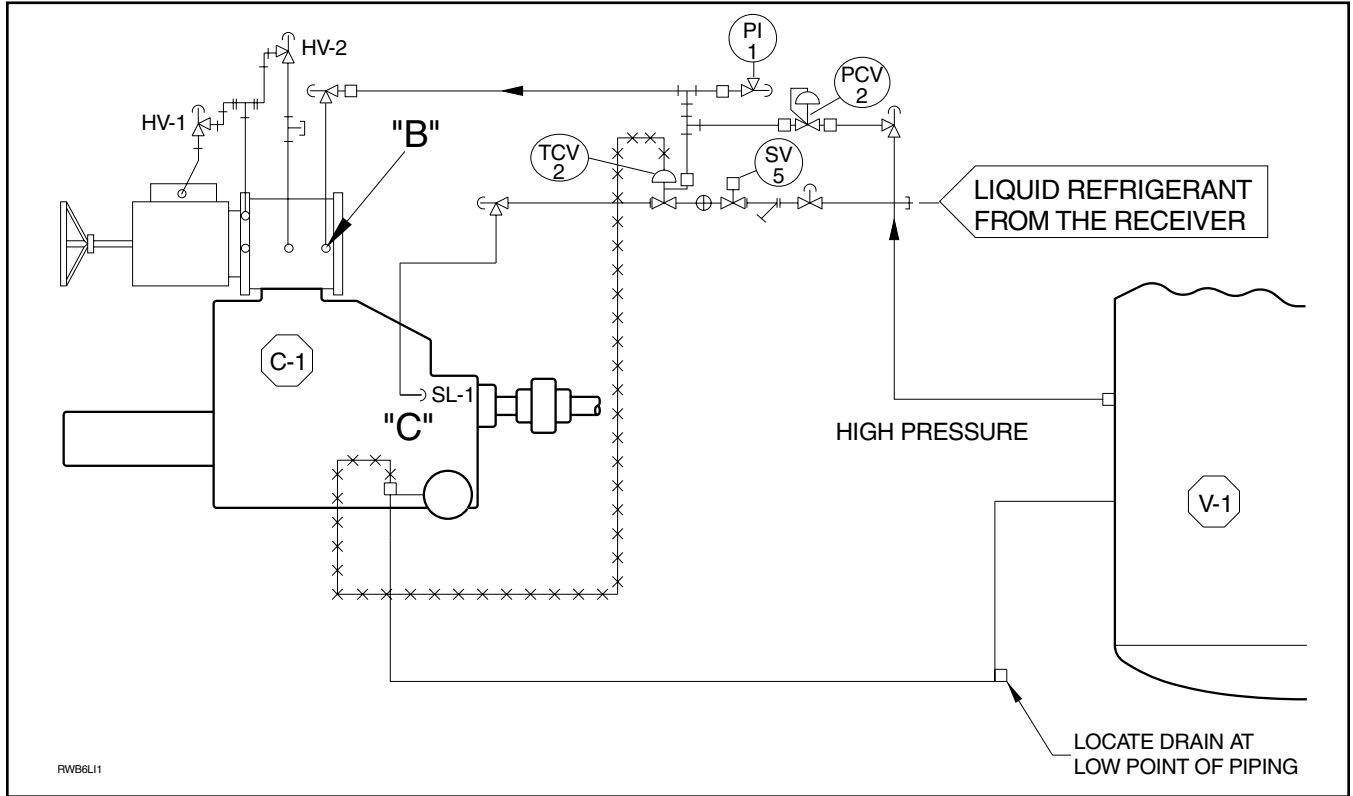 HV-2
PI
1
PCV
2
HV-1
"B"
TCV
2
SV
5
LIQUID REFRIGERANT
FROM THE RECEIVER
C-1
SL-1
"C"
HIGH PRESSURE
V-1
LOCATE DRAIN AT
LOW POINT OF PIPING
RWB6LI1